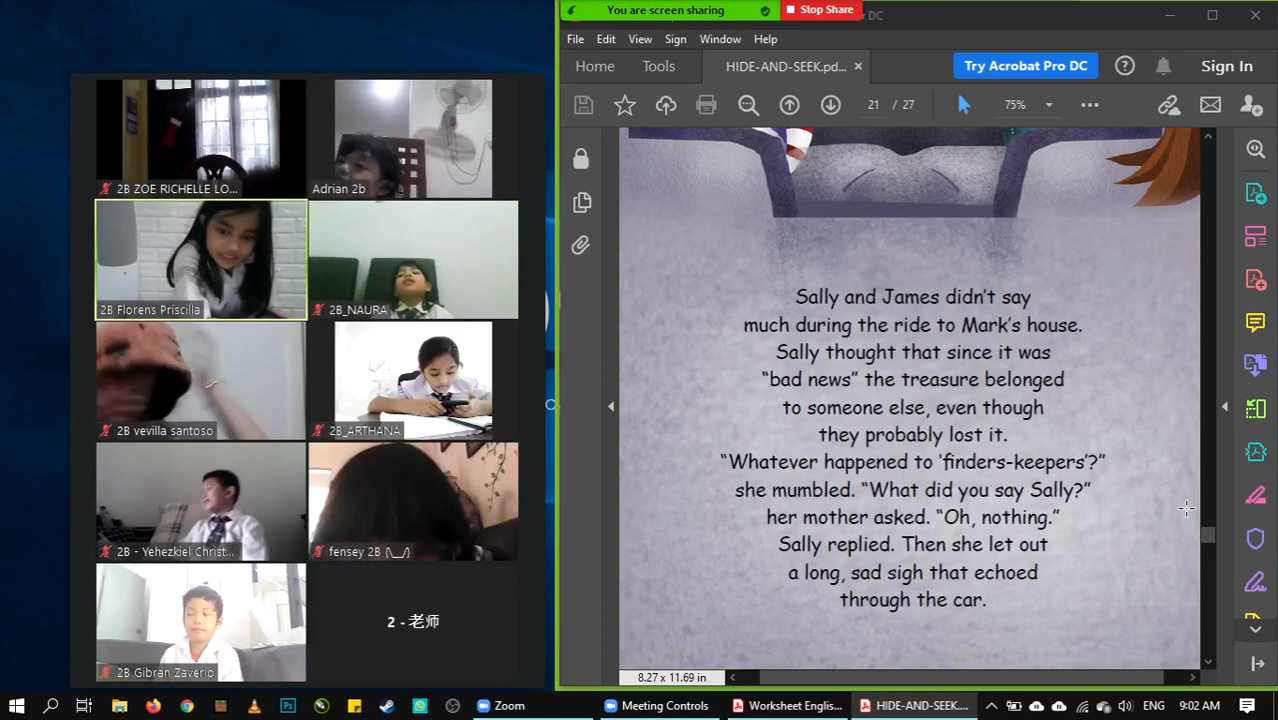 You are screen sharing
Stop Share
DC
File Edit View Sign Window Help
Home Tools HIDE-AND-SEEK.pd... ×
Try Acrobat Pro DC
Sign In
21 / 27
75%
2B ZOE RICHELLE LO...
Adrian 2b
2B Florens Priscilla
2B_NAURA
2B vevilla santoso
2B_ARTHANA
2B - Yehezkiel Christ...
fensey 2B {\__/}
2B Gibran Zaverio
2 - 老师
Sally and James didn't say
much during the ride to Mark's house.
Sally thought that since it was
“bad news” the treasure belonged
to someone else, even though
they probably lost it.
“Whatever happened to ‘finders-keepers’?”
she mumbled. “What did you say Sally?”
her mother asked. “Oh, nothing.”
Sally replied. Then she let out
a long, sad sigh that echoed
through the car.
8.27 x 11.69 in
Zoom
Meeting Controls
Worksheet Englis...
HIDE-AND-SEEK....
9:02 AM